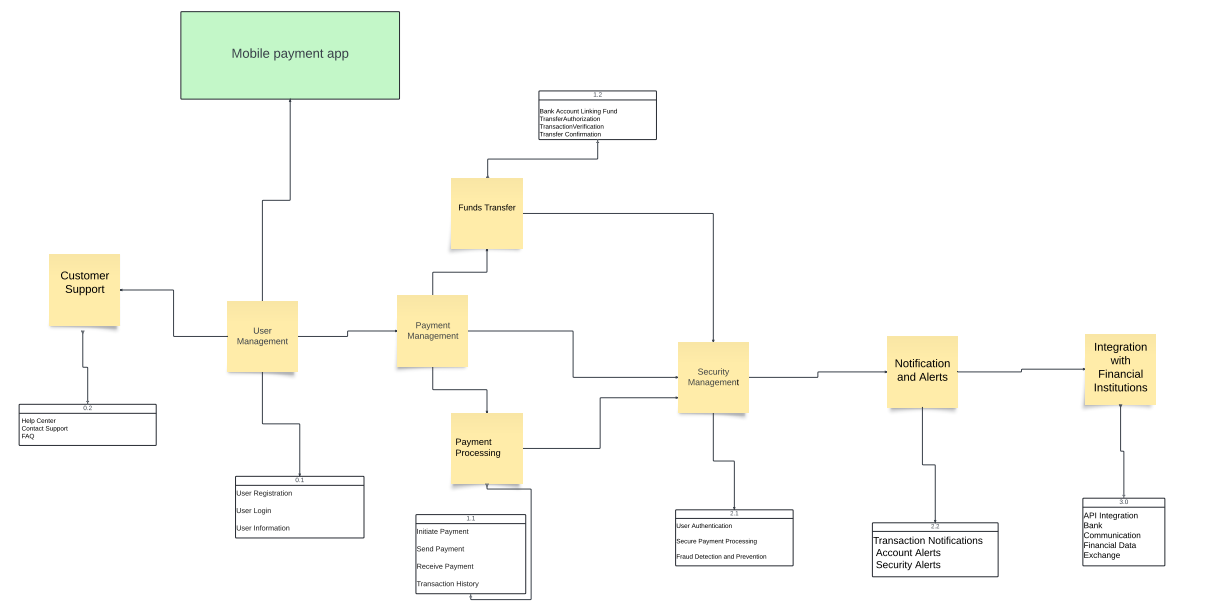 Mobile payment app
1.2
Bank Account Linking Fund
TransferAuthorization
TransactionVerification
Transfer Confirmation
Funds Transfer
Customer
Support
User
Management
Payment
Management
Security
Management
Notification
and Alerts
Integration
with
Financial
Institutions
0.2
Help Center
Contact Support
FAQ
Payment
Processing
0.1
User Registration
User Login
User Information
1.1
Initiate Payment
Send Payment
Receive Payment
Transaction History
2.1
User Authentication
Secure Payment Processing
Fraud Detection and Prevention
2.2
Transaction Notifications
Account Alerts
Security Alerts
3.0
API Integration
Bank
Communication
Financial Data
Exchange